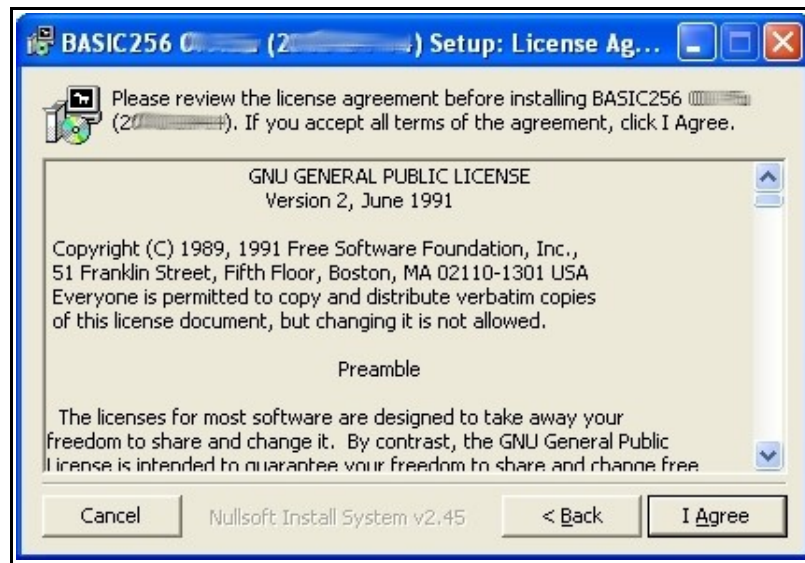 BASIC256 (2 ) Setup: License Ag...
Please review the license agreement before installing BASIC256
(2 ). If you accept all terms of the agreement, click I Agree.
GNU GENERAL PUBLIC LICENSE
Version 2, June 1991
Copyright (C) 1989, 1991 Free Software Foundation, Inc.,
51 Franklin Street, Fifth Floor, Boston, MA 02110-1301 USA
Everyone is permitted to copy and distribute verbatim copies
of this license document, but changing it is not allowed.
Preamble
The licenses for most software are designed to take away your
freedom to share and change it. By contrast, the GNU General Public
License is intended to guarantee your freedom to share and change free
Cancel
Nullsoft Install System v2.45
< Back
I Agree